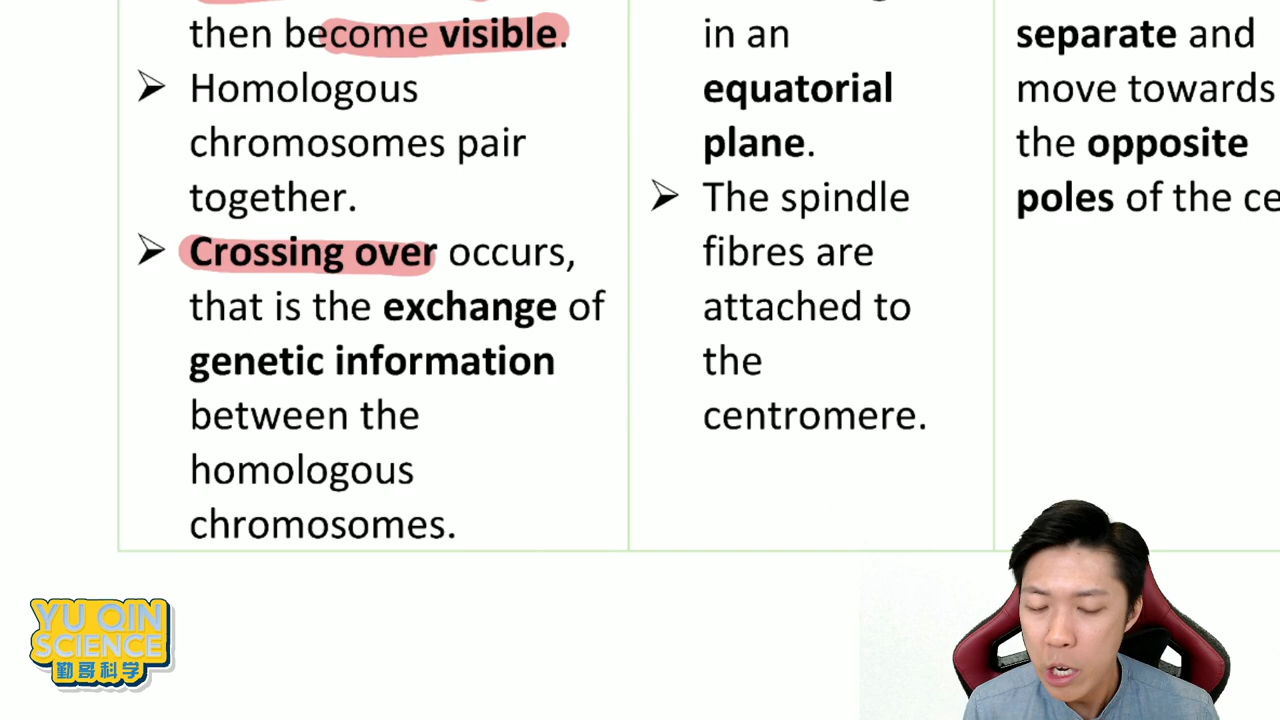 then become visible.
➢ Homologous
chromosomes pair
together.
➢ Crossing over occurs,
that is the exchange of
genetic information
between the
homologous
chromosomes.
in an
equatorial
plane.
➢ The spindle
fibres are
attached to
the
centromere.
separate and
move towards
the opposite
poles of the ce
YU QIN
SCIENCE
勤哥科学